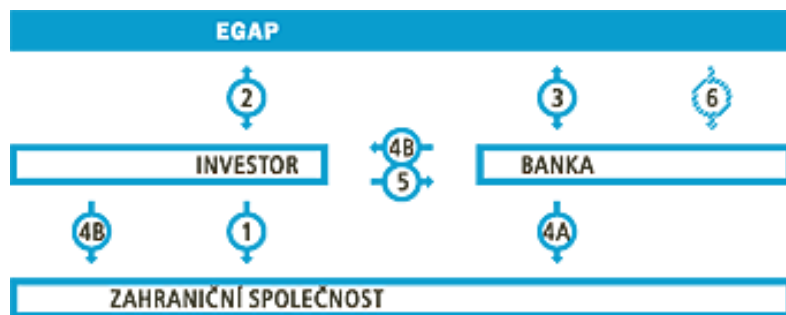 EGAP
2 3 6
4B
INVESTOR BANKA
5
4B 1 4A
ZAHRANIČNÍ SPOLEČNOST